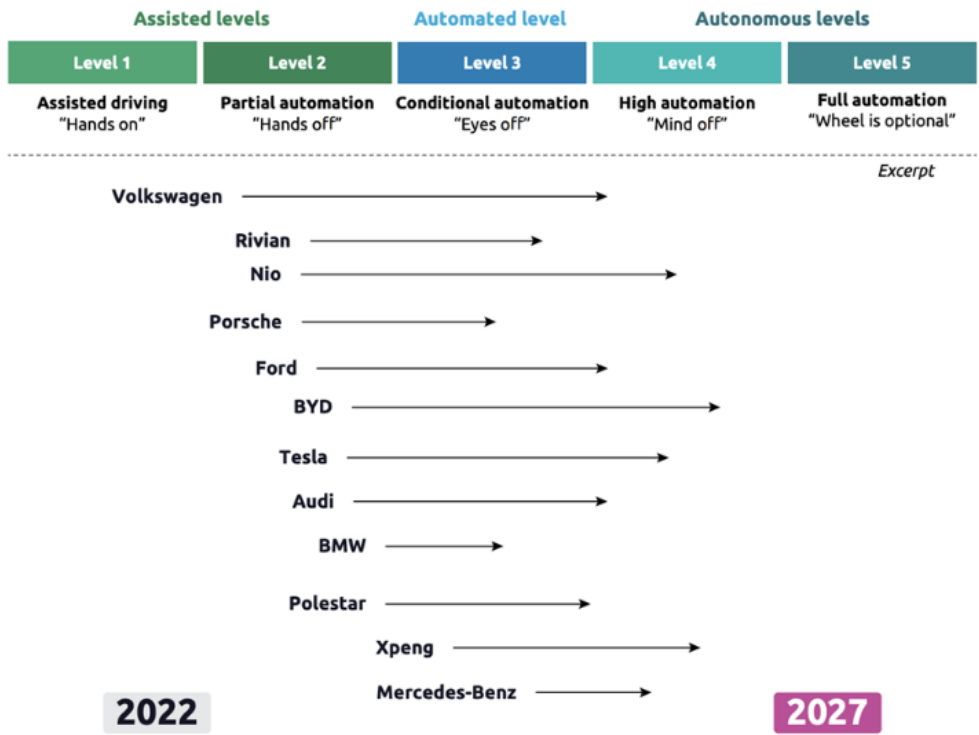 Assisted levels Automated level Autonomous levels
Level 1 Level 2 Level 3 Level 4 Level 5
Assisted driving Partial automation Conditional automation High automation Full automation
“Hands on” “Hands off” “Eyes off” “Mind off” “Wheel is optional”
Excerpt
Volkswagen
Rivian
Nio
Porsche
Ford
BYD
Tesla
Audi
BMW
Polestar
Xpeng
Mercedes-Benz
2022 2027